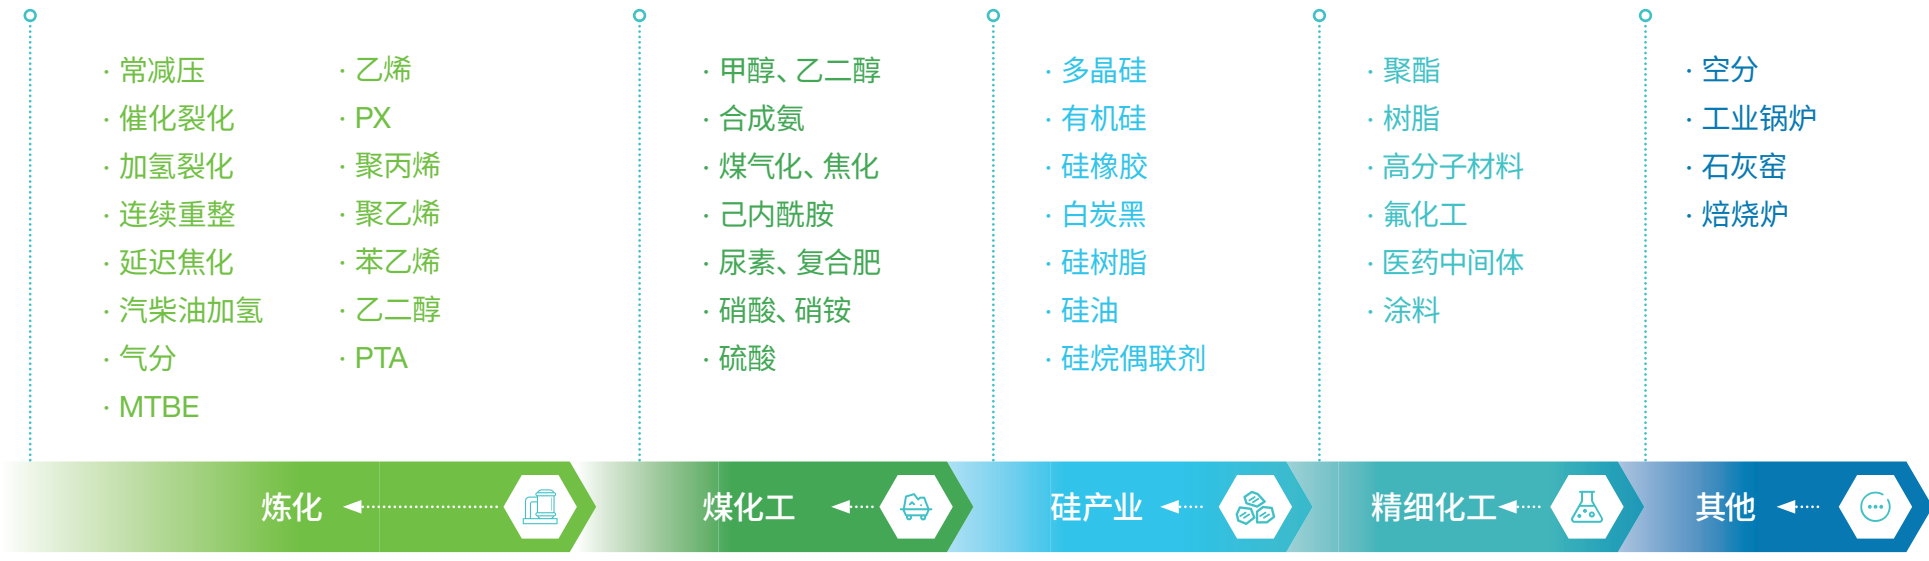 · 常减压
· 催化裂化
· 加氢裂化
· 连续重整
· 延迟焦化
· 汽柴油加氢
· 气分
· MTBE
· 乙烯
· PX
· 聚丙烯
· 聚乙烯
· 苯乙烯
· 乙二醇
· PTA
· 甲醇、乙二醇
· 合成氨
· 煤气化、焦化
· 己内酰胺
· 尿素、复合肥
· 硝酸、硝铵
· 硫酸
· 多晶硅
· 有机硅
· 硅橡胶
· 白炭黑
· 硅树脂
· 硅油
· 硅烷偶联剂
· 聚酯
· 树脂
· 高分子材料
· 氟化工
· 医药中间体
· 涂料
· 空分
· 工业锅炉
· 石灰窑
· 焙烧炉
炼化
煤化工
硅产业
精细化工
其他